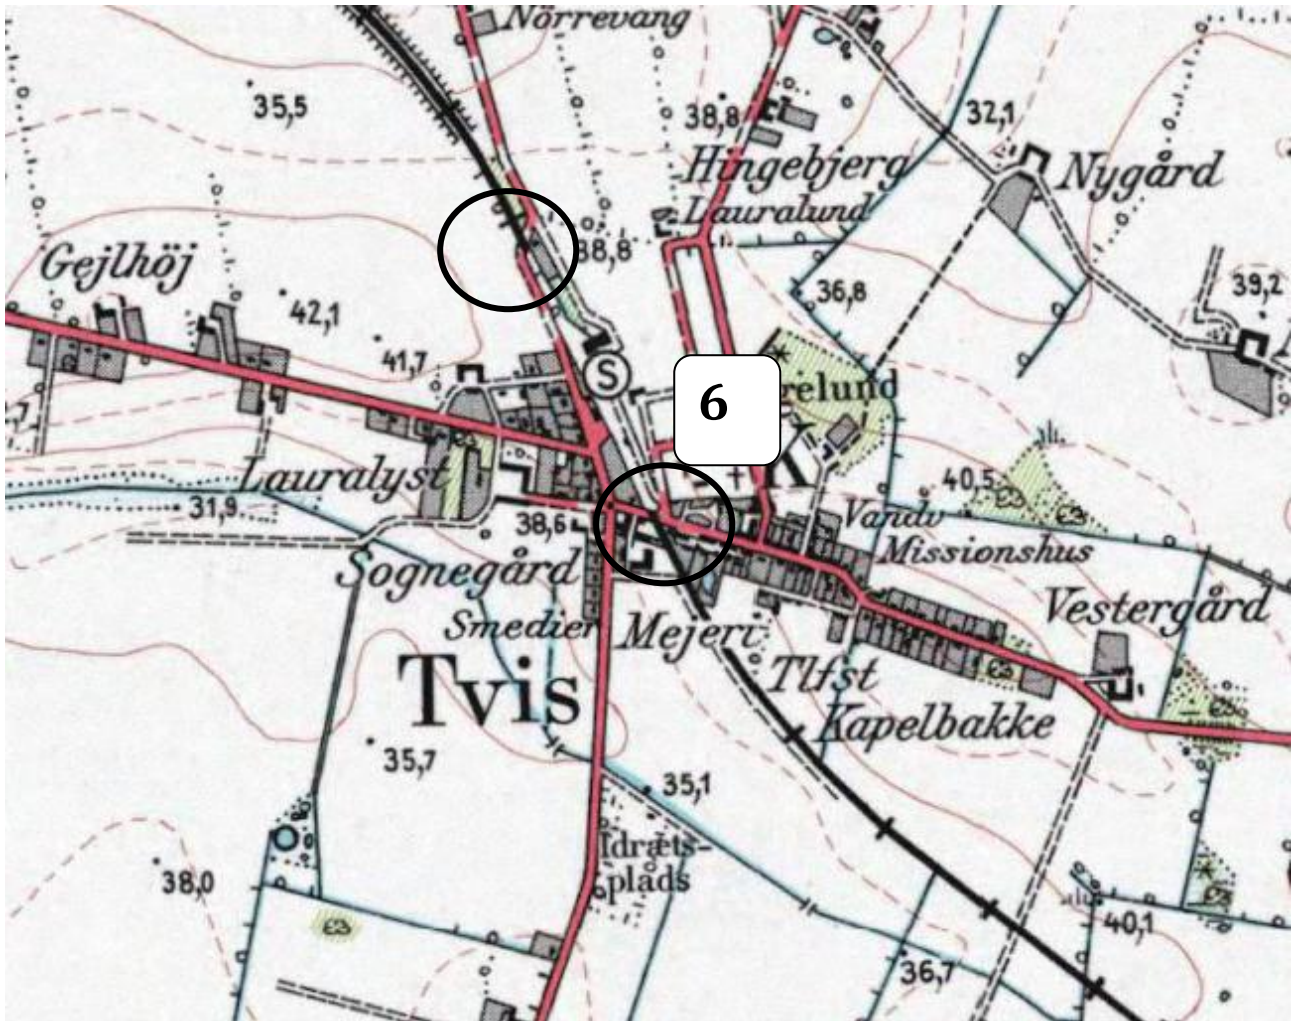 Nörrevang
35,5
38,8
32,1
Hingebjerg
Nygård
Lauralund
38,8
Gejlhöj
36,8
39,2
42,1
41,7
S
6
relund
K
Lauralyst
40,5
31,9
38,6
Vandv
Missionshus
Sognegård
Vestergård
Smedier
Mejeri
Tlfst
Tvis
Kapelbakke
35,7
35,1
Idræts-
plads
38,0
40,1
36,7